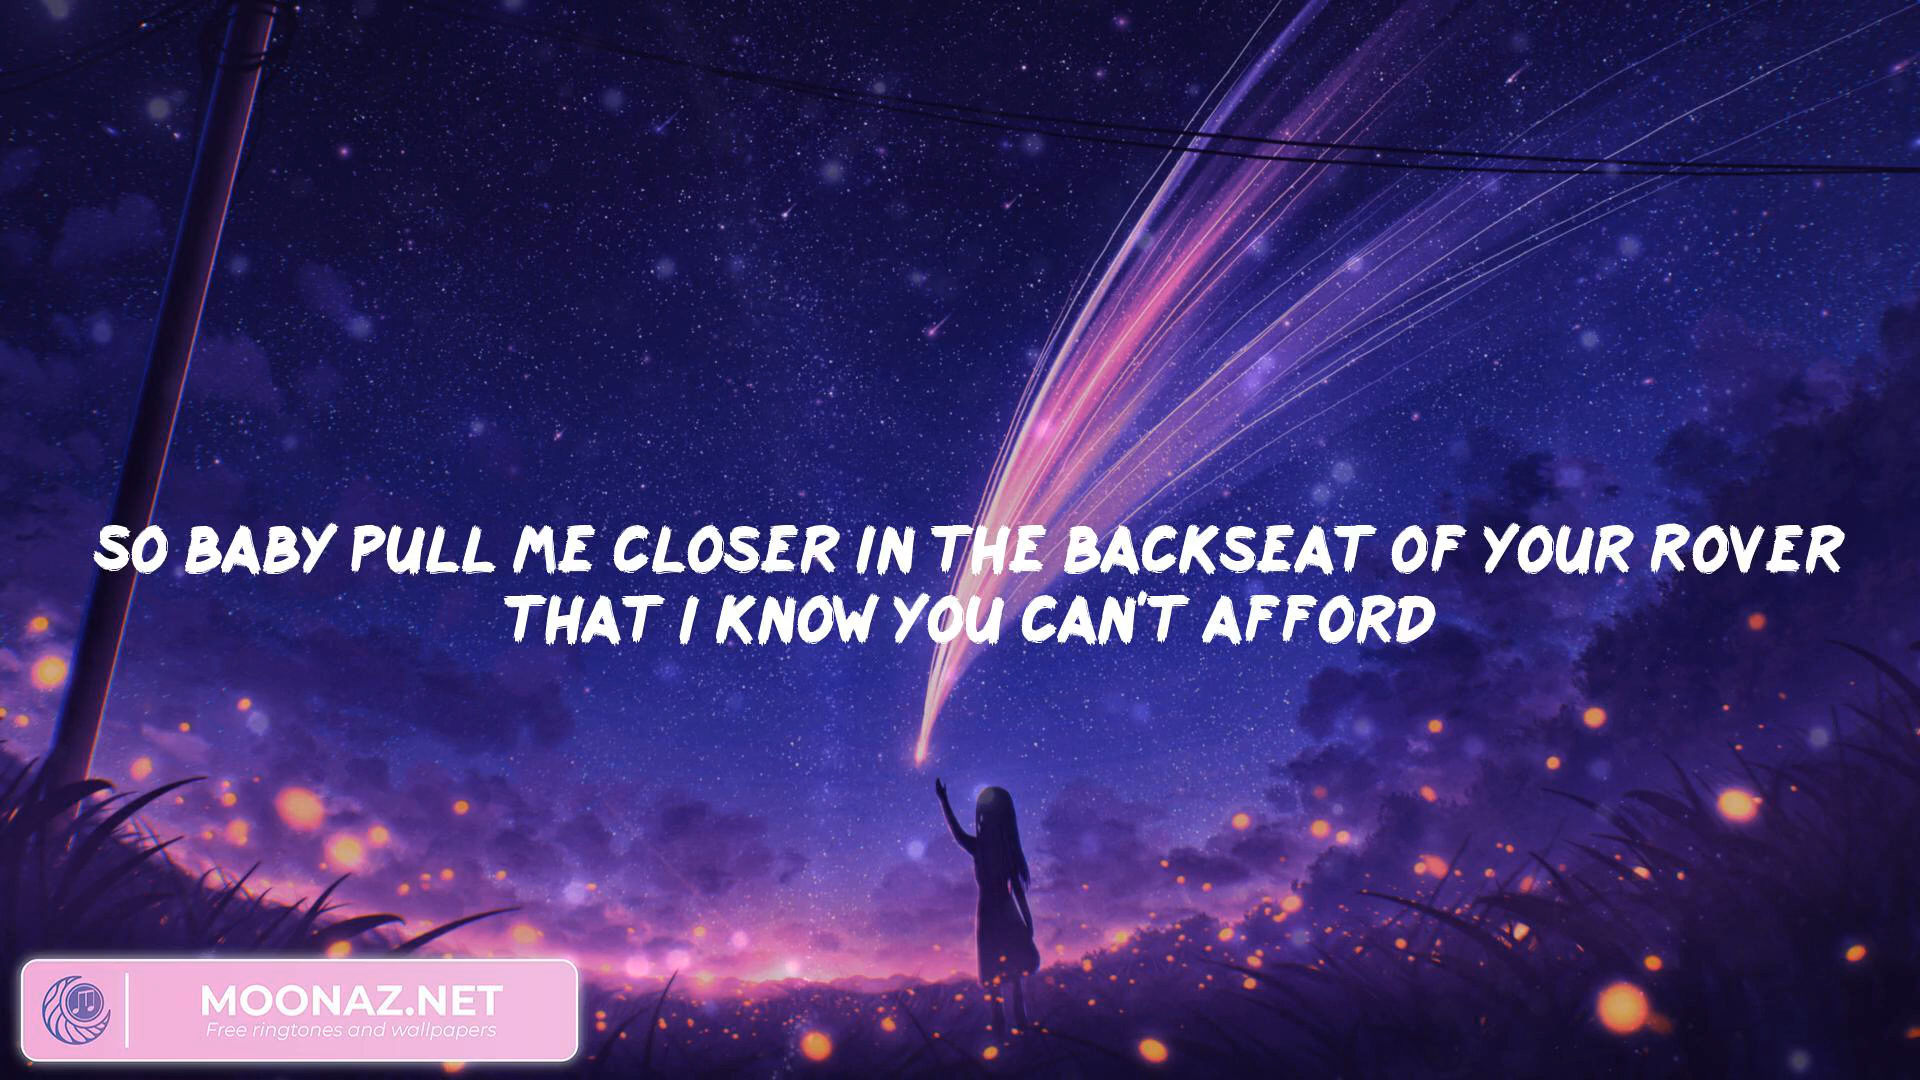 SO BABY PULL ME CLOSER IN THE BACKSEAT OF YOUR ROVER
THAT I KNOW YOU CAN'T AFFORD
MOONAZ.NET
Free ringtones and wallpapers